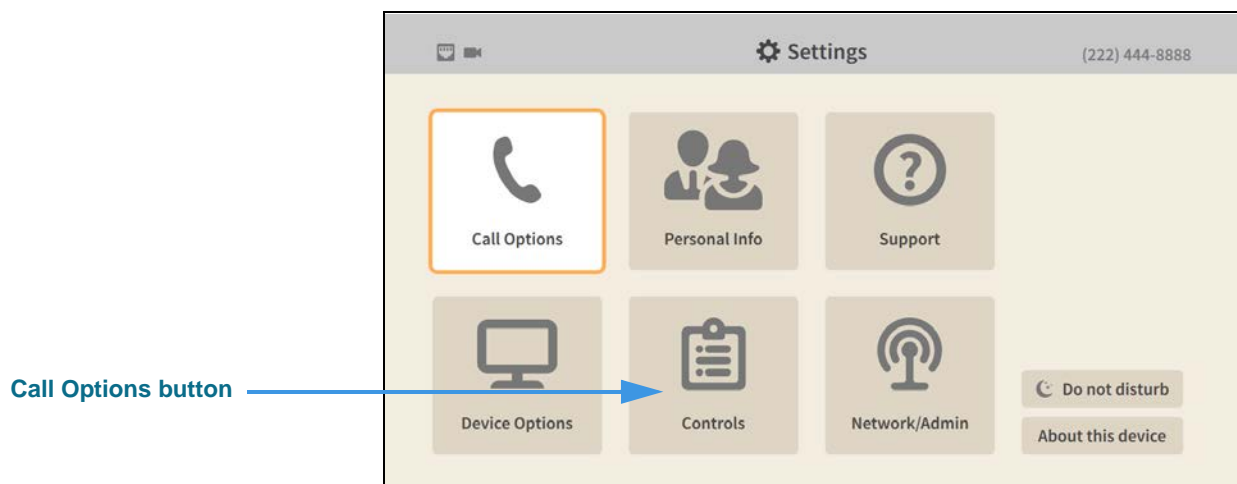 Settings
(222) 444-8888
Call Options
Personal Info
Support
Call Options button
Device Options
Controls
Network/Admin
Do not disturb
About this device